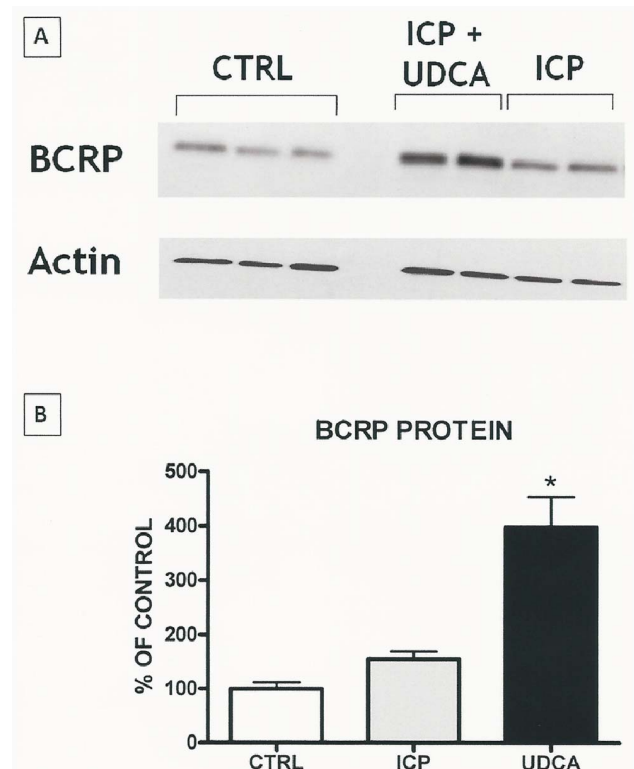 A
CTRL
ICP +
UDCA
ICP
BCRP
Actin
B
BCRP PROTEIN
% OF CONTROL
500
400
300
200
100
0
*
CTRL
ICP
UDCA